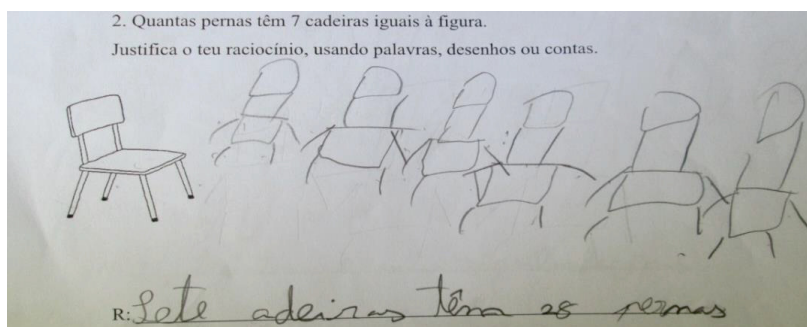 2. Quantas pernas têm 7 cadeiras iguais à figura.
Justifica o teu raciocínio, usando palavras, desenhos ou contas.
R: Sete adeiras têm 28 pernas